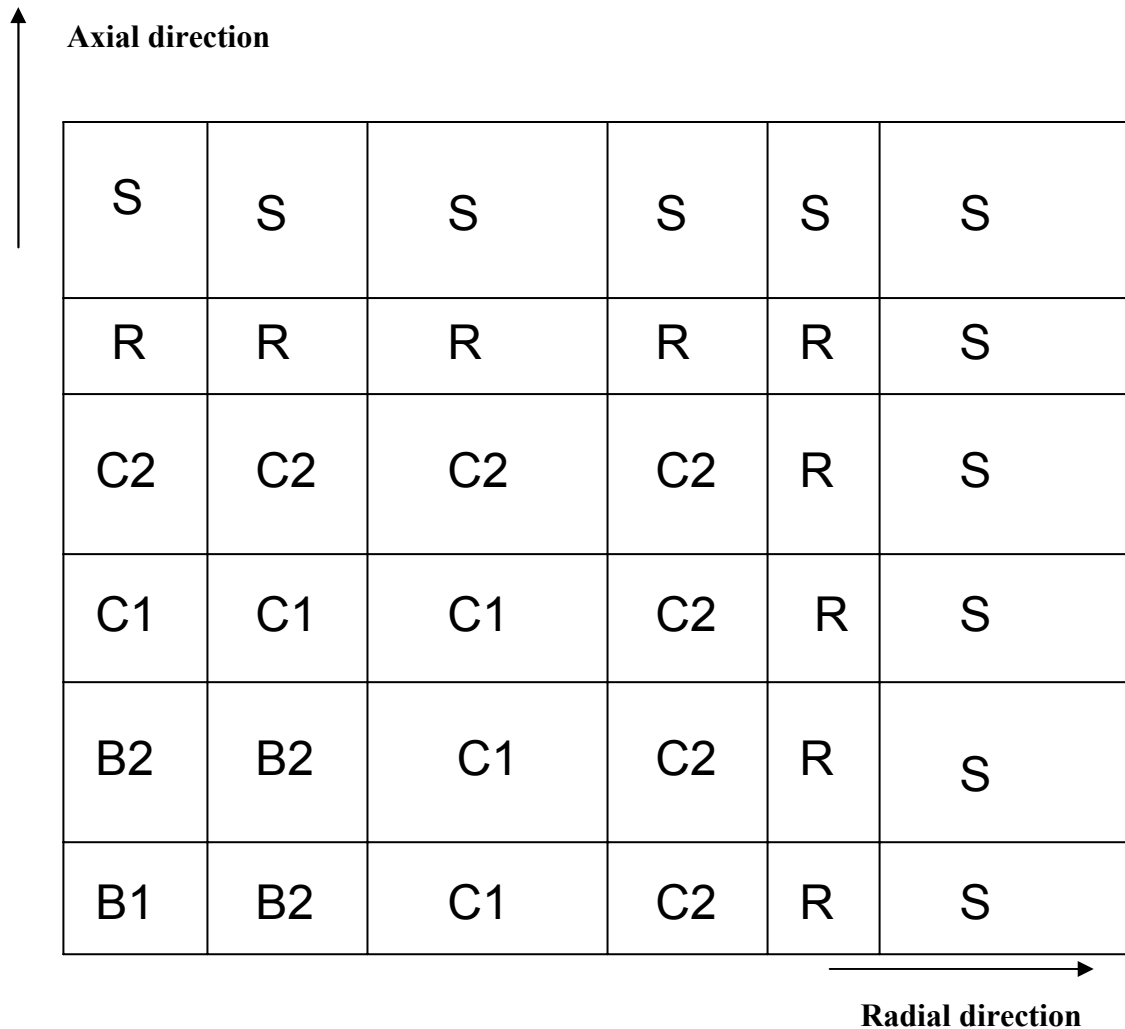 Axial direction
S S S S S S
R R R R R S
C2 C2 C2 C2 R S
C1 C1 C1 C2 R S
B2 B2 C1 C2 R S
B1 B2 C1 C2 R S
Radial direction